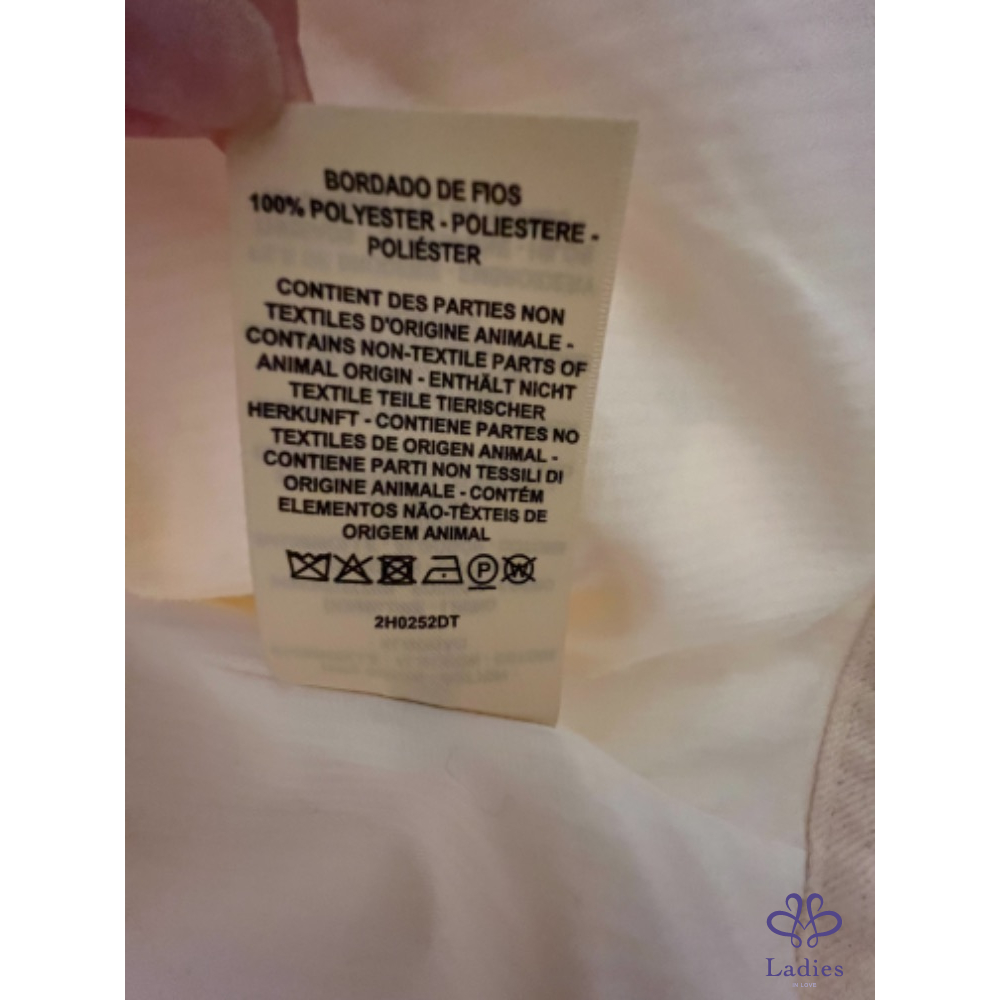 BORDADO DE FIOS
100% POLYESTER - POLIESTERE -
POLIÉSTER
CONTIENT DES PARTIES NON
TEXTILES D'ORIGINE ANIMALE -
CONTAINS NON-TEXTILE PARTS OF
ANIMAL ORIGIN - ENTHÄLT NICHT
TEXTILE TEILE TIERISCHER
HERKUNFT - CONTIENE PARTES NO
TEXTILES DE ORIGEN ANIMAL -
CONTIENE PARTI NON TESSILI DI
ORIGINE ANIMALE - CONTÉM
ELEMENTOS NÃO-TÊXTEIS DE
ORIGEM ANIMAL
P W
2H0252DT
Ladies
IN LOVE